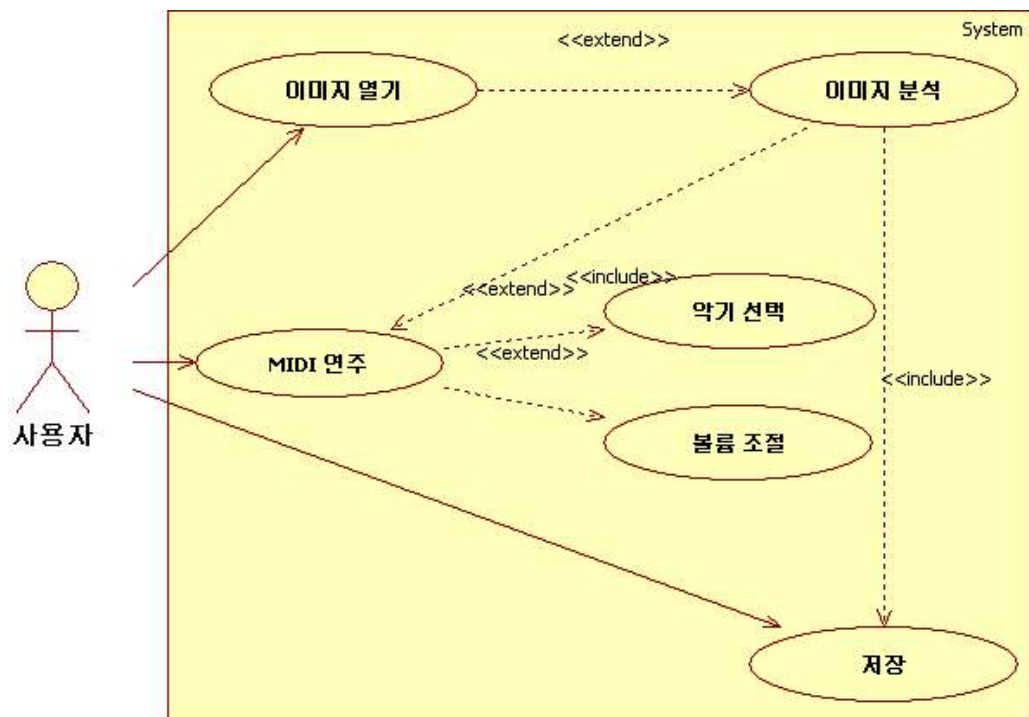 System
<<extend>>
이미지 열기
이미지 분석
<<include>>
<<extend>>
악기 선택
<<extend>>
MIDI 연주
<<include>>
사용자
볼륨 조절
저장